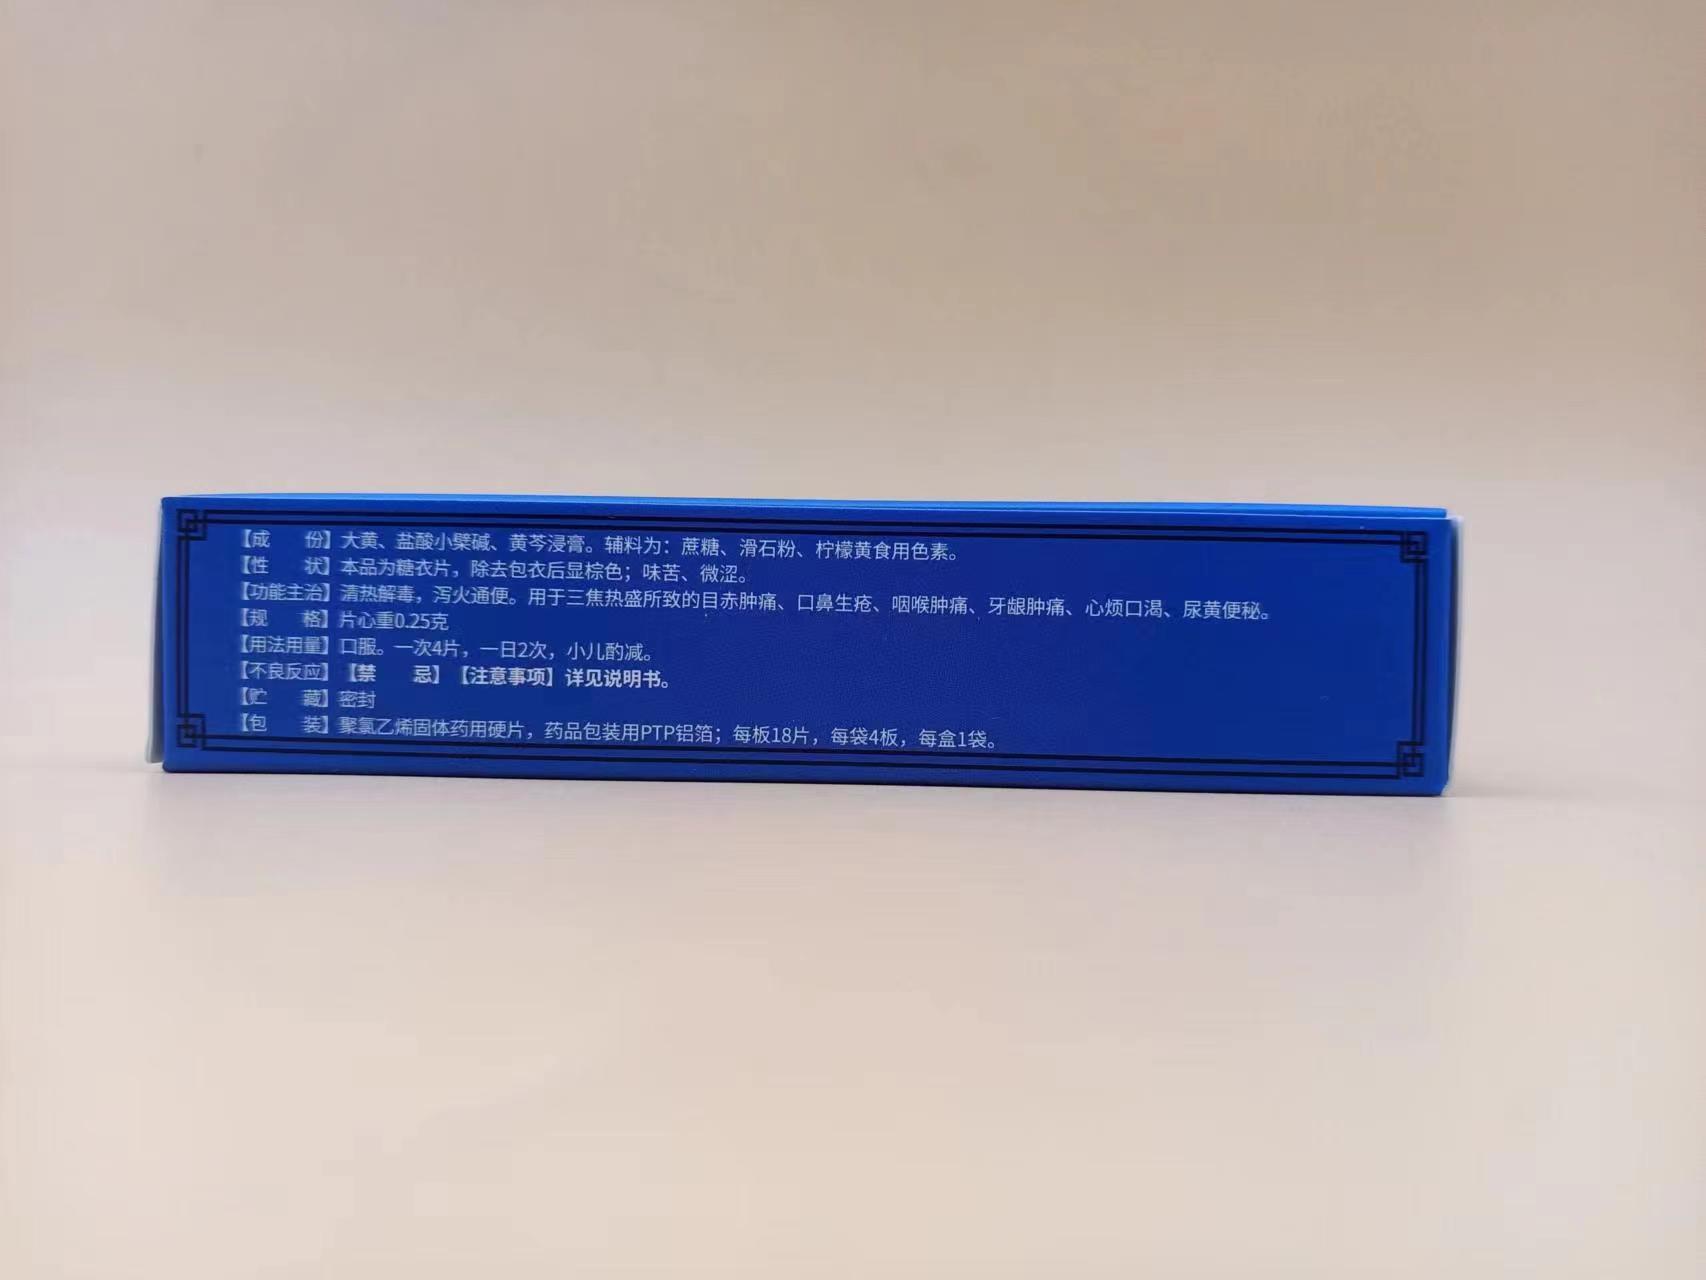 【成　　份】大黄、盐酸小檗碱、黄芩浸膏。辅料为：蔗糖、滑石粉、柠檬黄食用色素。
【性　　状】本品为糖衣片，除去包衣后显棕色；味苦、微涩。
【功能主治】清热解毒，泻火通便。用于三焦热盛所致的目赤肿痛、口鼻生疮、咽喉肿痛、牙龈肿痛、心烦口渴、尿黄便秘。
【规　　格】片心重0.25克
【用法用量】口服。一次4片，一日2次，小儿酌减。
【不良反应】【禁　　忌】【注意事项】详见说明书。
【贮　　藏】密封
【包　　装】聚氯乙烯固体药用硬片，药品包装用PTP铝箔；每板18片，每袋4板，每盒1袋。